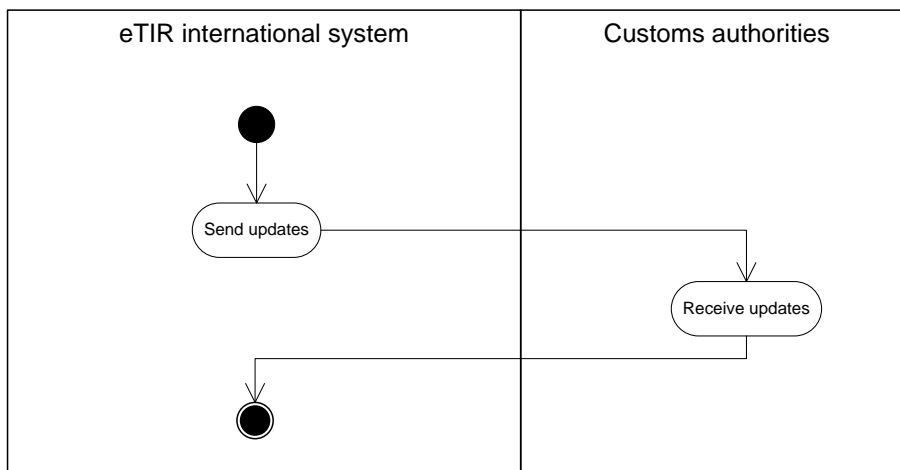 eTIR international system
Customs authorities
Send updates
Receive updates